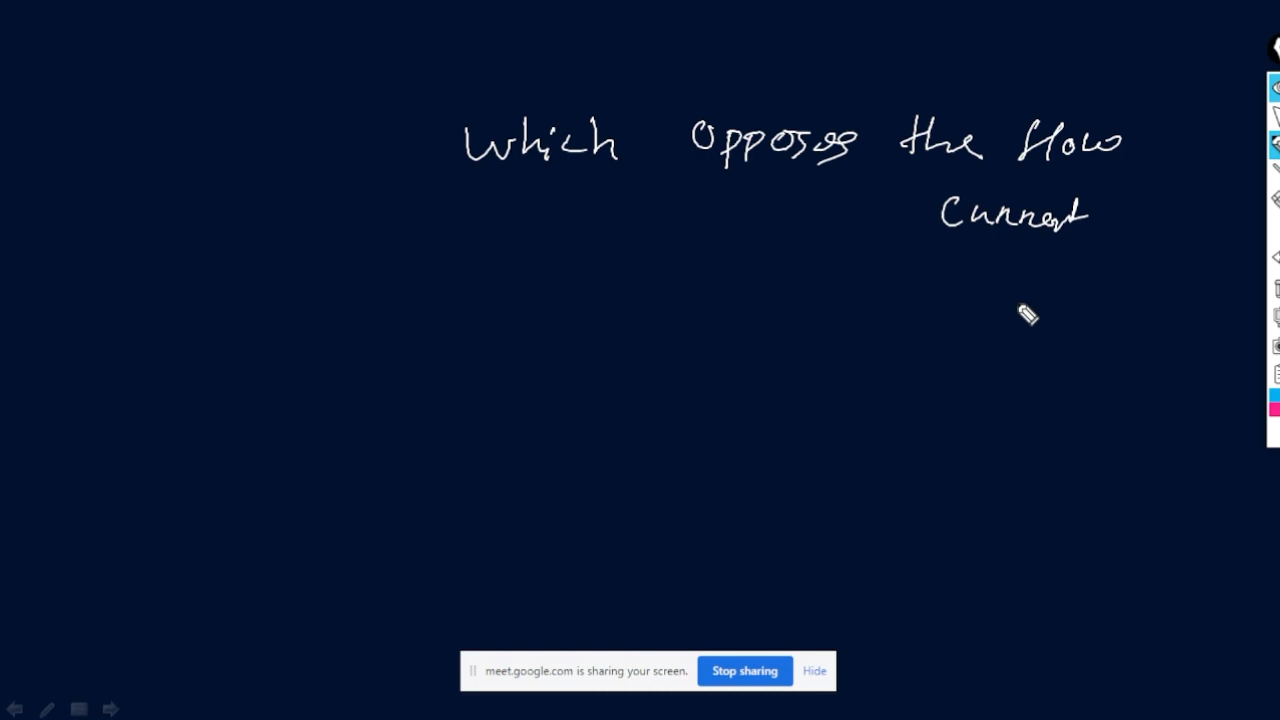 which opposes the flow
current
meet.google.com is sharing your screen. Stop sharing Hide